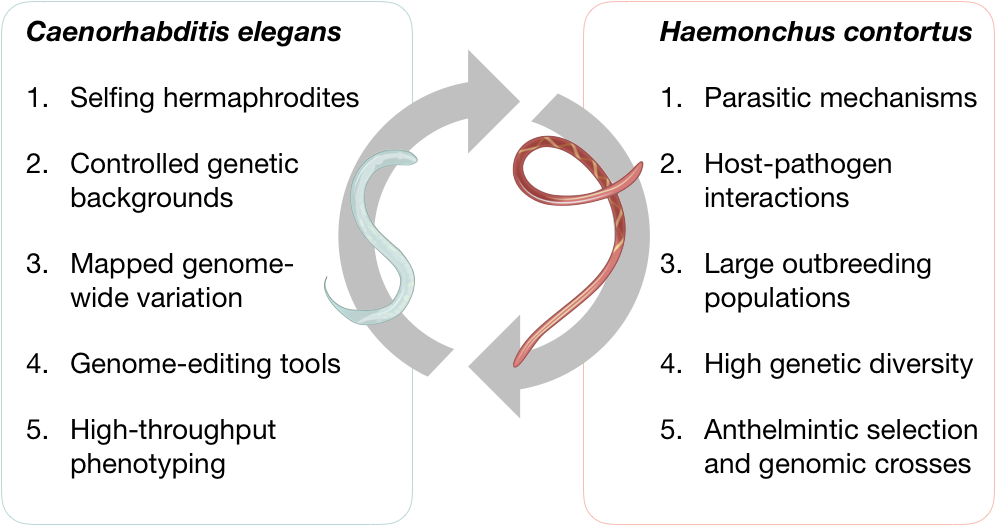 Caenorhabditis elegans
1. Selfing hermaphrodites
2. Controlled genetic
backgrounds
3. Mapped genome-
wide variation
4. Genome-editing tools
5. High-throughput
phenotyping
Haemonchus contortus
1. Parasitic mechanisms
2. Host-pathogen
interactions
3. Large outbreeding
populations
4. High genetic diversity
5. Anthelmintic selection
and genomic crosses